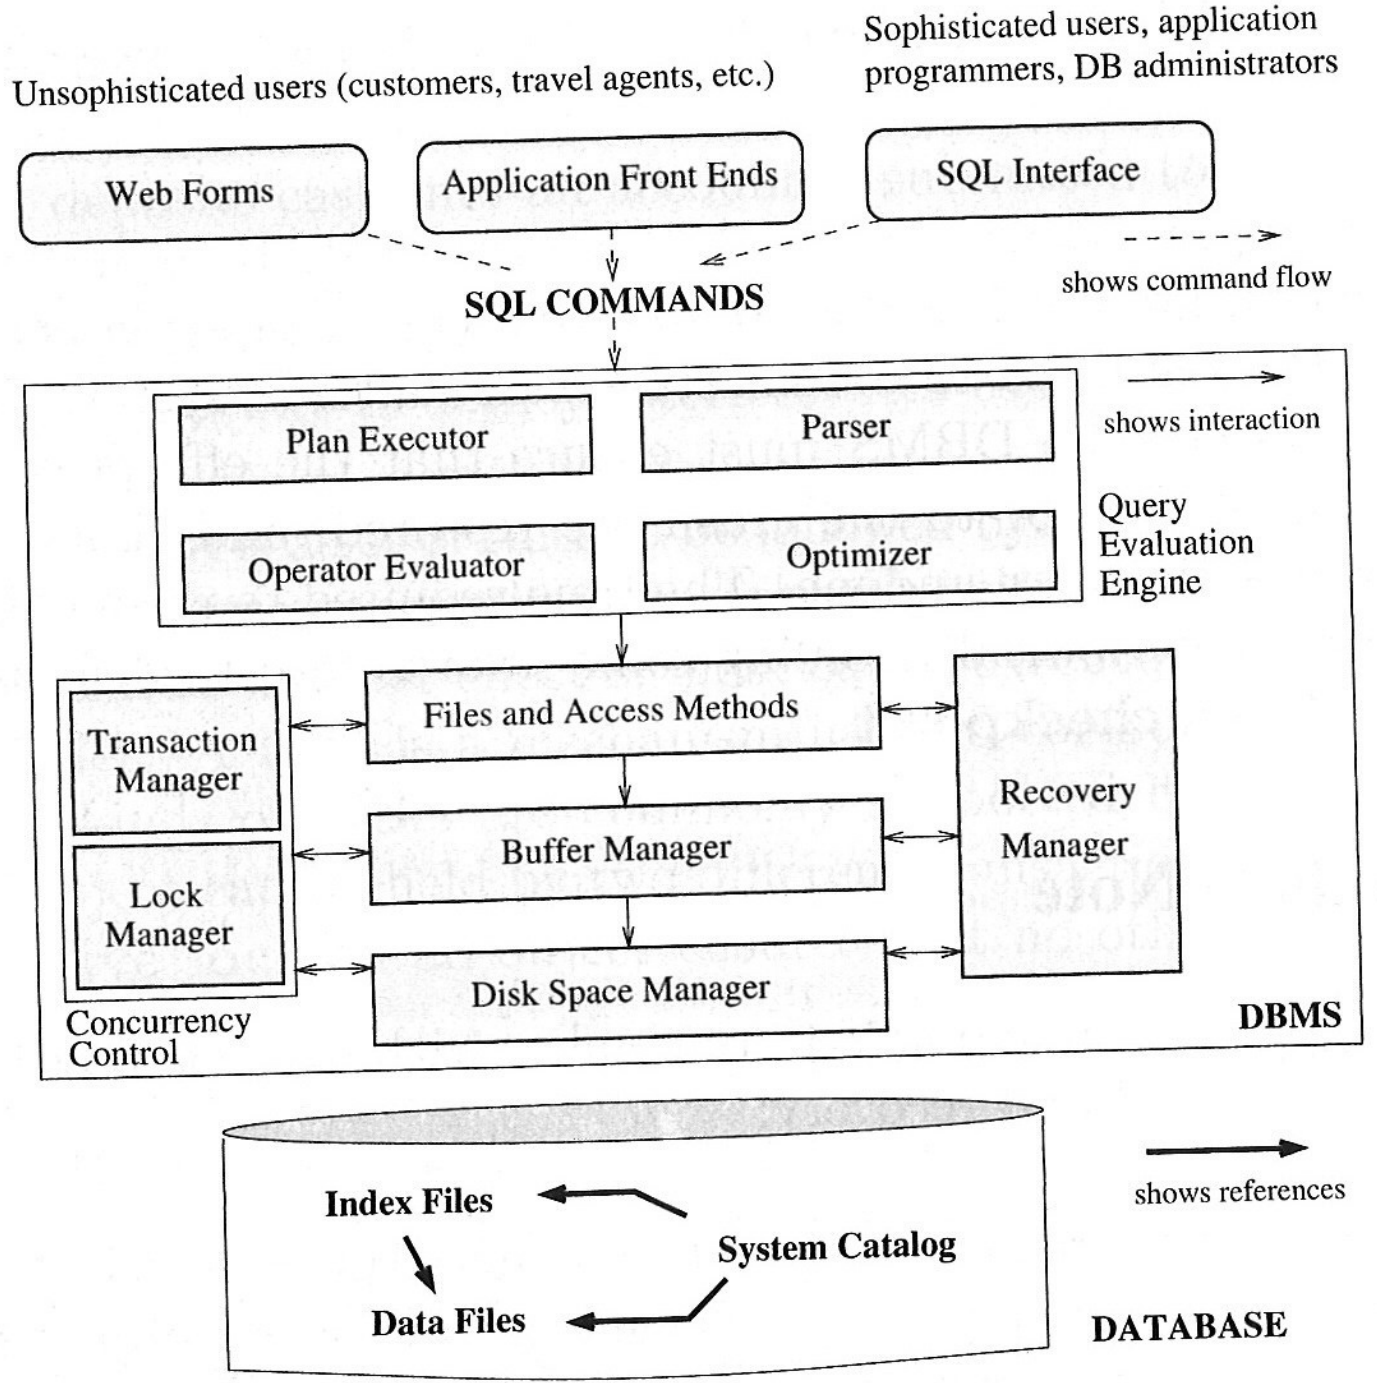 Sophisticated users, application
programmers, DB administrators
Unsophisticated users (customers, travel agents, etc.)
Web Forms
Application Front Ends
SQL Interface
shows command flow
SQL COMMANDS
shows interaction
Plan Executor
Parser
Operator Evaluator
Optimizer
Query
Evaluation
Engine
Transaction
Manager
Lock
Manager
Concurrency
Control
Files and Access Methods
Buffer Manager
Disk Space Manager
Recovery
Manager
DBMS
Index Files
System Catalog
Data Files
shows references
DATABASE